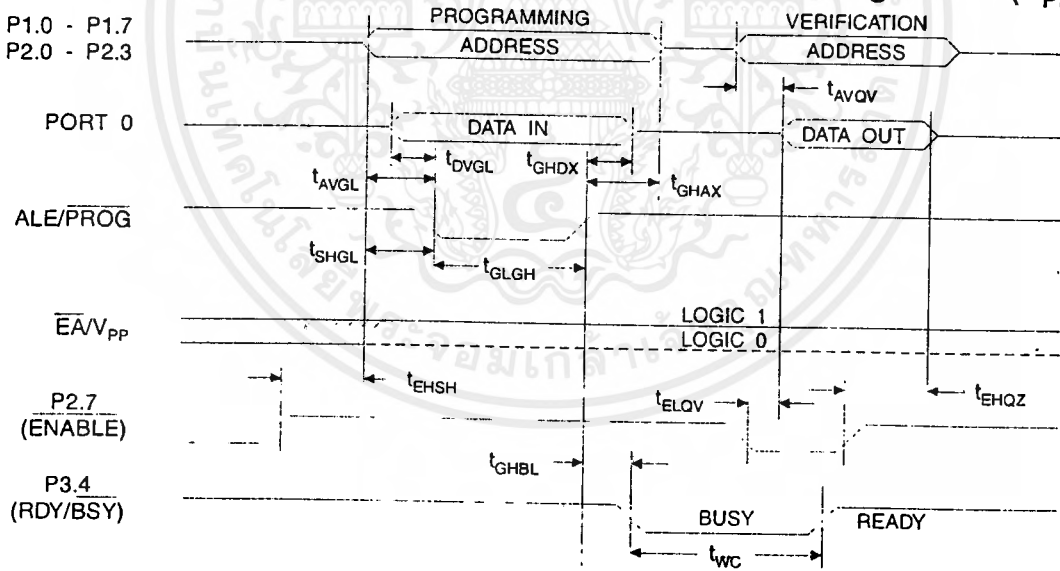 P1.0 - P1.7
P2.0 - P2.3
PROGRAMMING
ADDRESS
VERIFICATION
ADDRESS
tAVQV
PORT 0
DATA IN
DATA OUT
tDVGL
tGHDX
tAVGL
tGHAX
ALE/PROG
tSHGL
tGLGH
EA/VPP
LOGIC 1
LOGIC 0
tEHSH
tELQV
tEHQZ
P2.7
(ENABLE)
tGHBL
P3.4
(RDY/BSY)
BUSY
READY
tWC